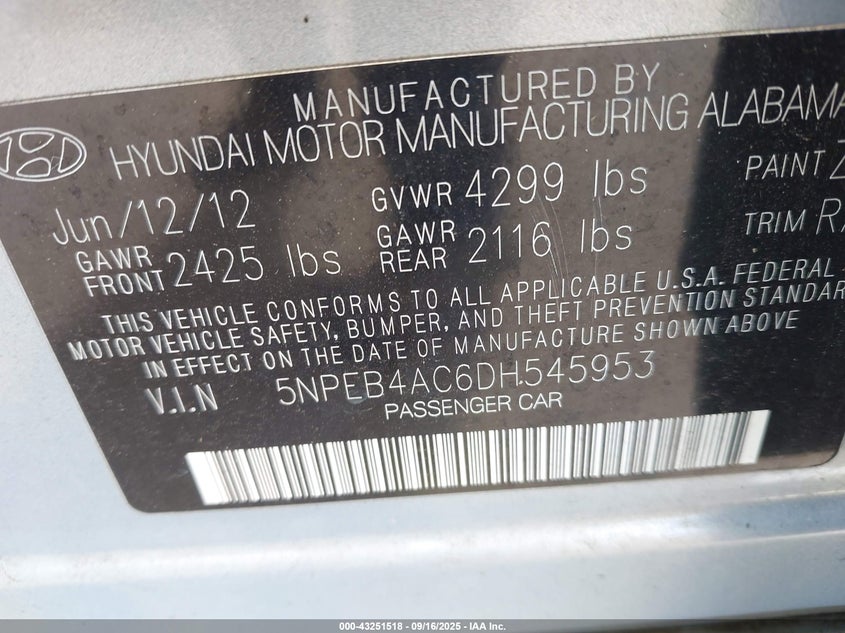 MANUFACTURED BY
HYUNDAI MOTOR MANUFACTURING ALABAMA
Jun/12/12 GVWR 4299 lbs PAINT
GAWR FRONT 2425 lbs GAWR REAR 2116 lbs TRIM
THIS VEHICLE CONFORMS TO ALL APPLICABLE U.S.A. FEDERAL
MOTOR VEHICLE SAFETY, BUMPER, AND THEFT PREVENTION STANDAR
IN EFFECT ON THE DATE OF MANUFACTURE SHOWN ABOVE
V.I.N 5NPEB4AC6DH545953
PASSENGER CAR
000-43251518 - 09/16/2025 - IAA Inc.